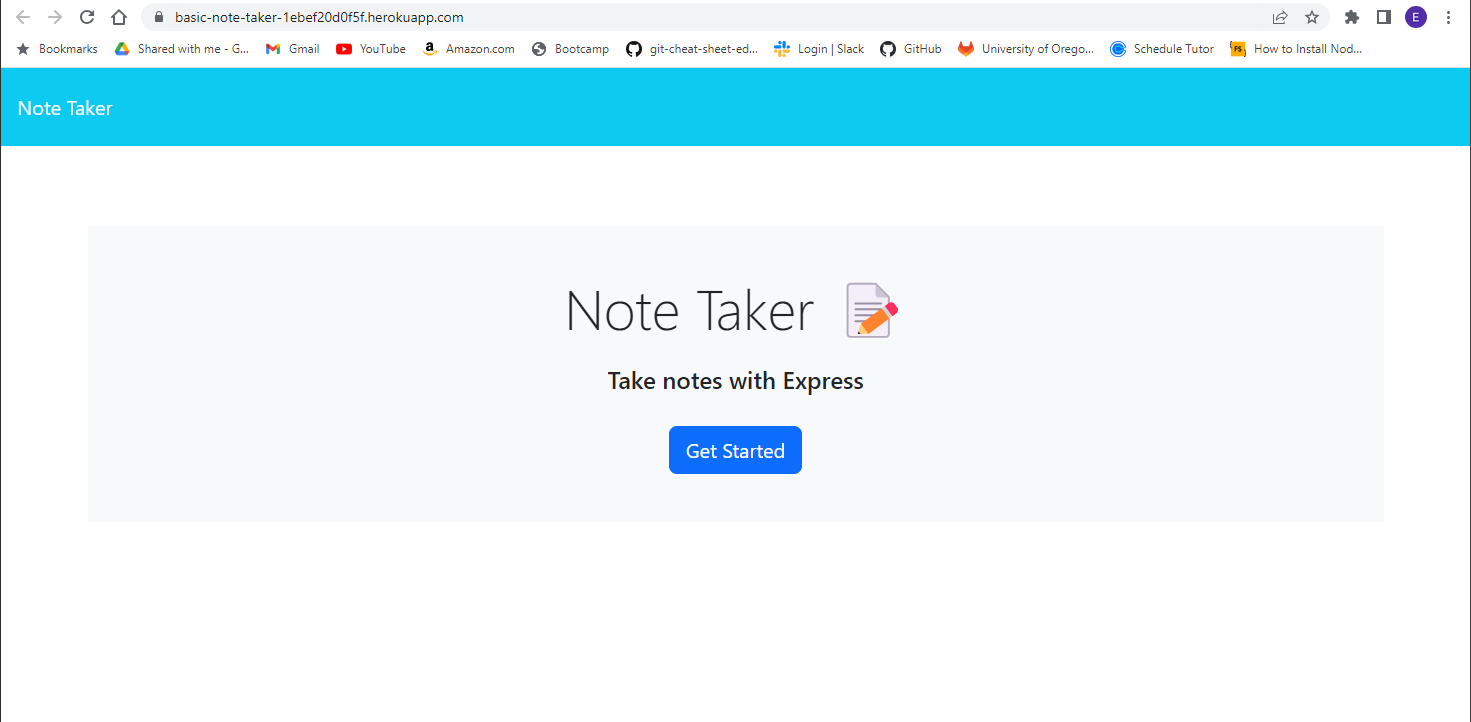 basic-note-taker-1ebef20d0f5f.herokuapp.com
E
Bookmarks Shared with me - G... Gmail YouTube Amazon.com Bootcamp git-cheat-sheet-ed... Login | Slack GitHub University of Orego... Schedule Tutor FS How to Install Nod...
Note Taker
Note Taker
Take notes with Express
Get Started